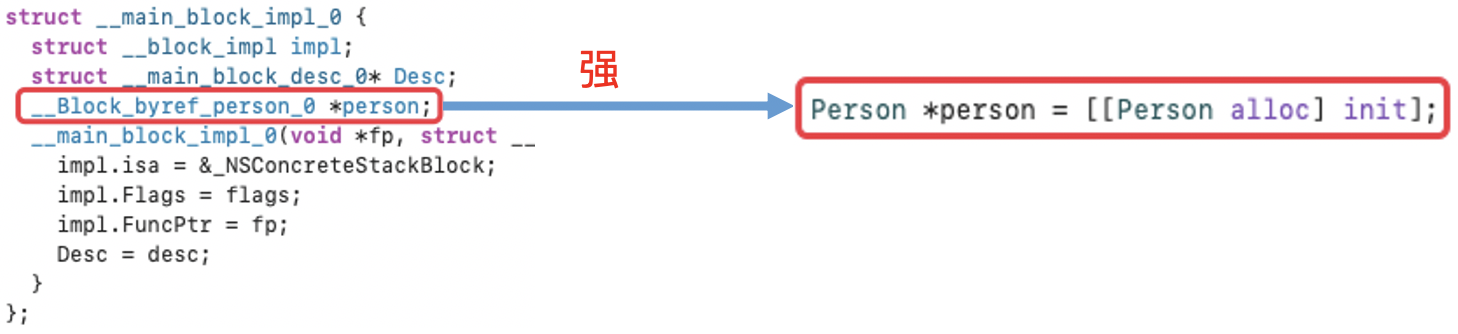 struct __main_block_impl_0 {
struct __block_impl impl;
struct __main_block_desc_0* Desc;
__Block_byref_person_0 *person;
强
Person *person = [[Person alloc] init];
__main_block_impl_0(void *fp, struct __
impl.isa = &_NSConcreteStackBlock;
impl.Flags = flags;
impl.FuncPtr = fp;
Desc = desc;
}
};